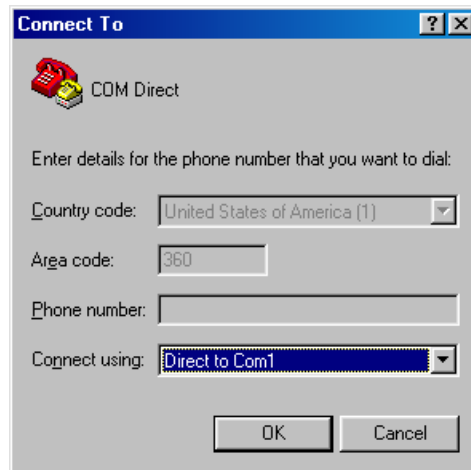 Connect To
COM Direct
Enter details for the phone number that you want to dial:
Country code: United States of America (1)
Area code: 360
Phone number:
Connect using: Direct to Com1
OK Cancel